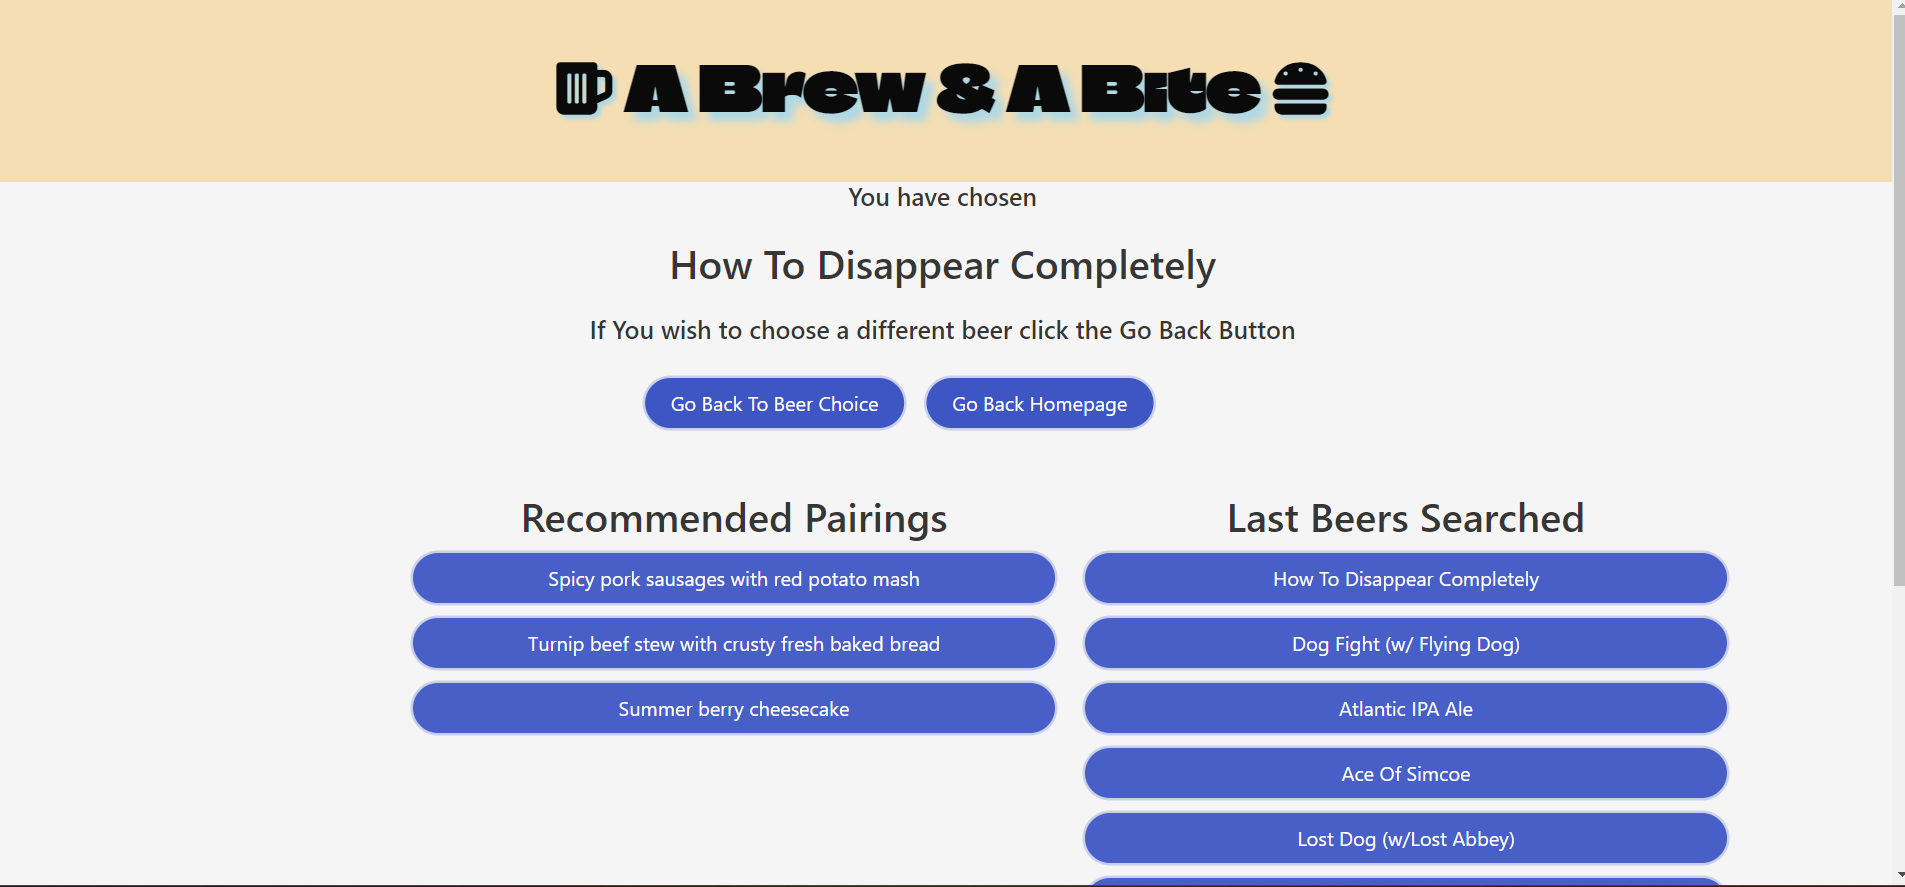 A Brew & A Bite
You have chosen
How To Disappear Completely
If You wish to choose a different beer click the Go Back Button
Go Back To Beer Choice
Go Back Homepage
Recommended Pairings
Spicy pork sausages with red potato mash
Turnip beef stew with crusty fresh baked bread
Summer berry cheesecake
Last Beers Searched
How To Disappear Completely
Dog Fight (w/ Flying Dog)
Atlantic IPA Ale
Ace Of Simcoe
Lost Dog (w/Lost Abbey)